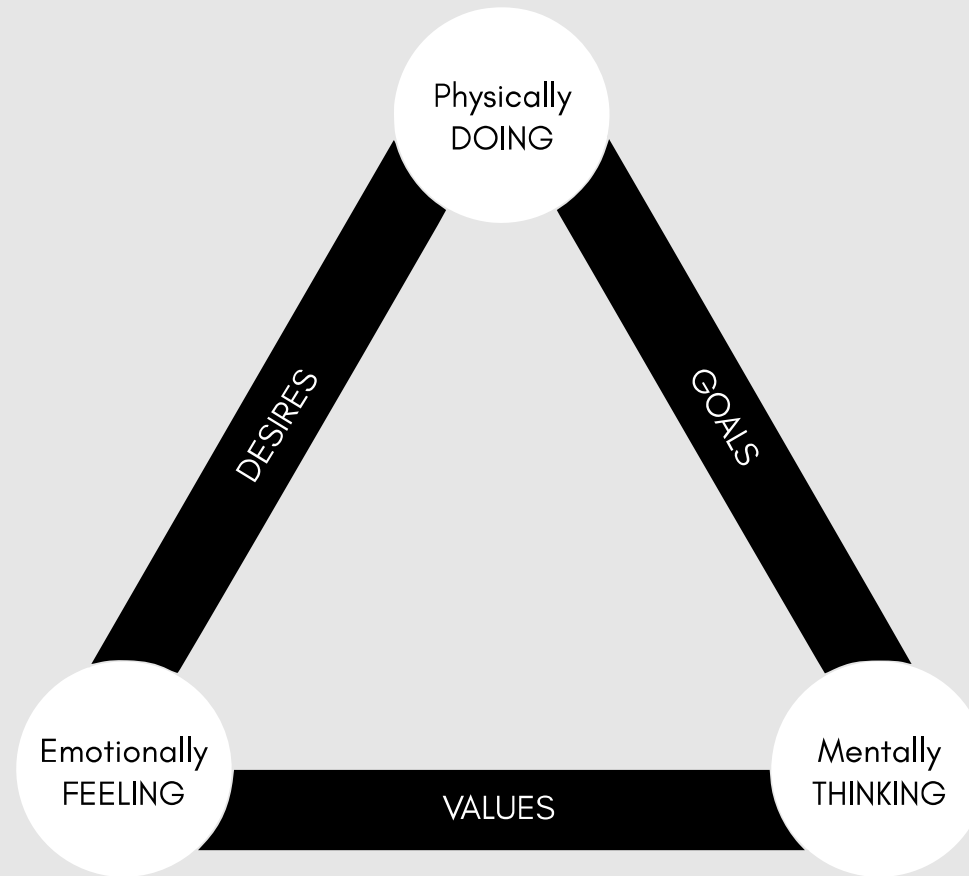 Physically
DOING
DESIRES
GOALS
Emotionally
FEELING
VALUES
Mentally
THINKING